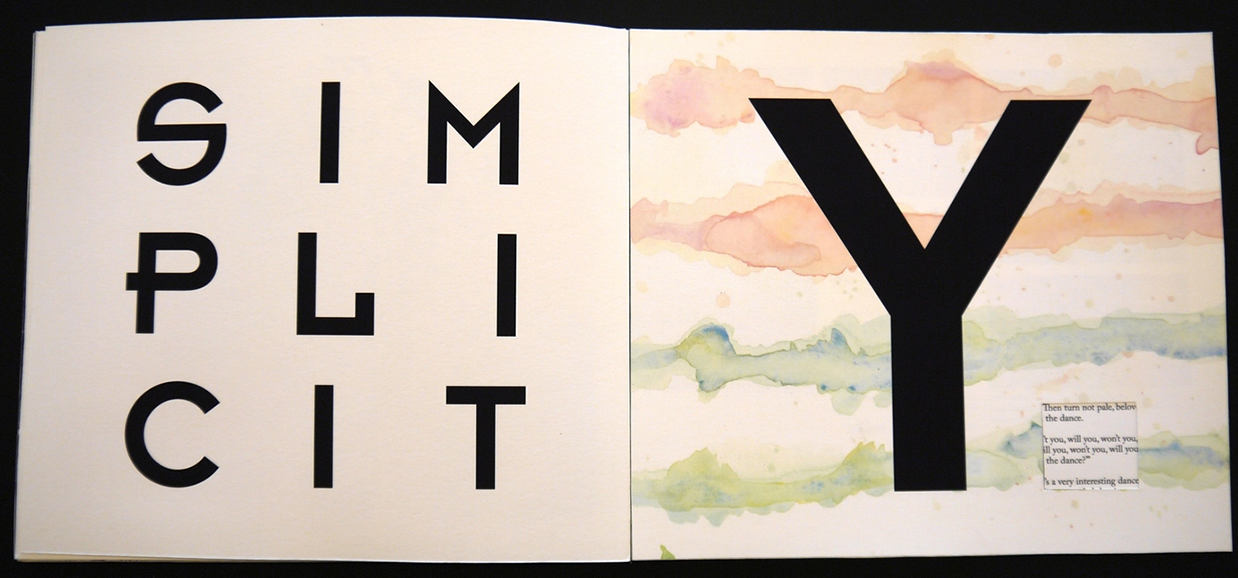 SIM
PLI
CIT
Y
Then turn not pale, belov
the dance.
't you, will you, won't you,
ill you, won't you, will you
the dance?"
's a very interesting dance